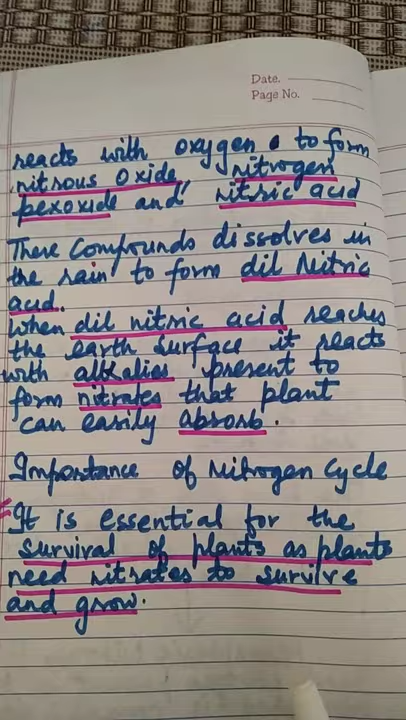 Date.
Page No.
reacts with oxygen to form
nitrous oxide, nitrogen
peroxide and nitric acid
There Compounds dissolves in
the rain to form dil Nitric
acid.
When dil nitric acid reaches
the earth surface it reacts
with alkalies present to
form nitrates that plant
can easily absorb.
Importance of Nitrogen Cycle
It is essential for the
survival of plants as plants
need nitrates to survive
and grow.